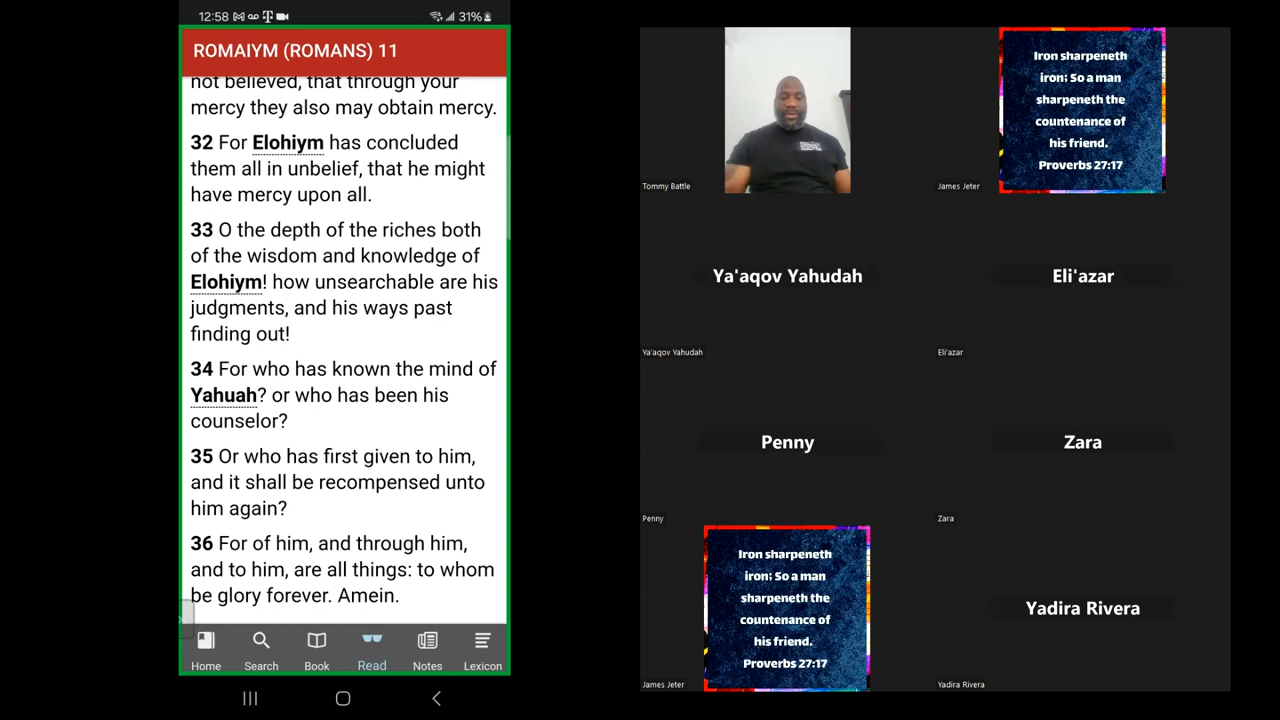 12:58
31%
ROMAIYM (ROMANS) 11
not believed, that through your
mercy they also may obtain mercy.
32 For Elohiym has concluded
them all in unbelief, that he might
have mercy upon all.
33 O the depth of the riches both
of the wisdom and knowledge of
Elohiym! how unsearchable are his
judgments, and his ways past
finding out!
34 For who has known the mind of
Yahuah? or who has been his
counselor?
35 Or who has first given to him,
and it shall be recompensed unto
him again?
36 For of him, and through him,
and to him, are all things: to whom
be glory forever. Amein.
Home Search Book Read Notes Lexicon
Tommy Battle
Iron sharpeneth
iron; So a man
sharpeneth the
countenance of
his friend.
Proverbs 27:17
James Jeter
Ya'aqov Yahudah
Ya'aqov Yahudah
Eli'azar
Eli'azar
Penny
Penny
Zara
Zara
Iron sharpeneth
iron; So a man
sharpeneth the
countenance of
his friend.
Proverbs 27:17
James Jeter
Yadira Rivera
Yadira Rivera